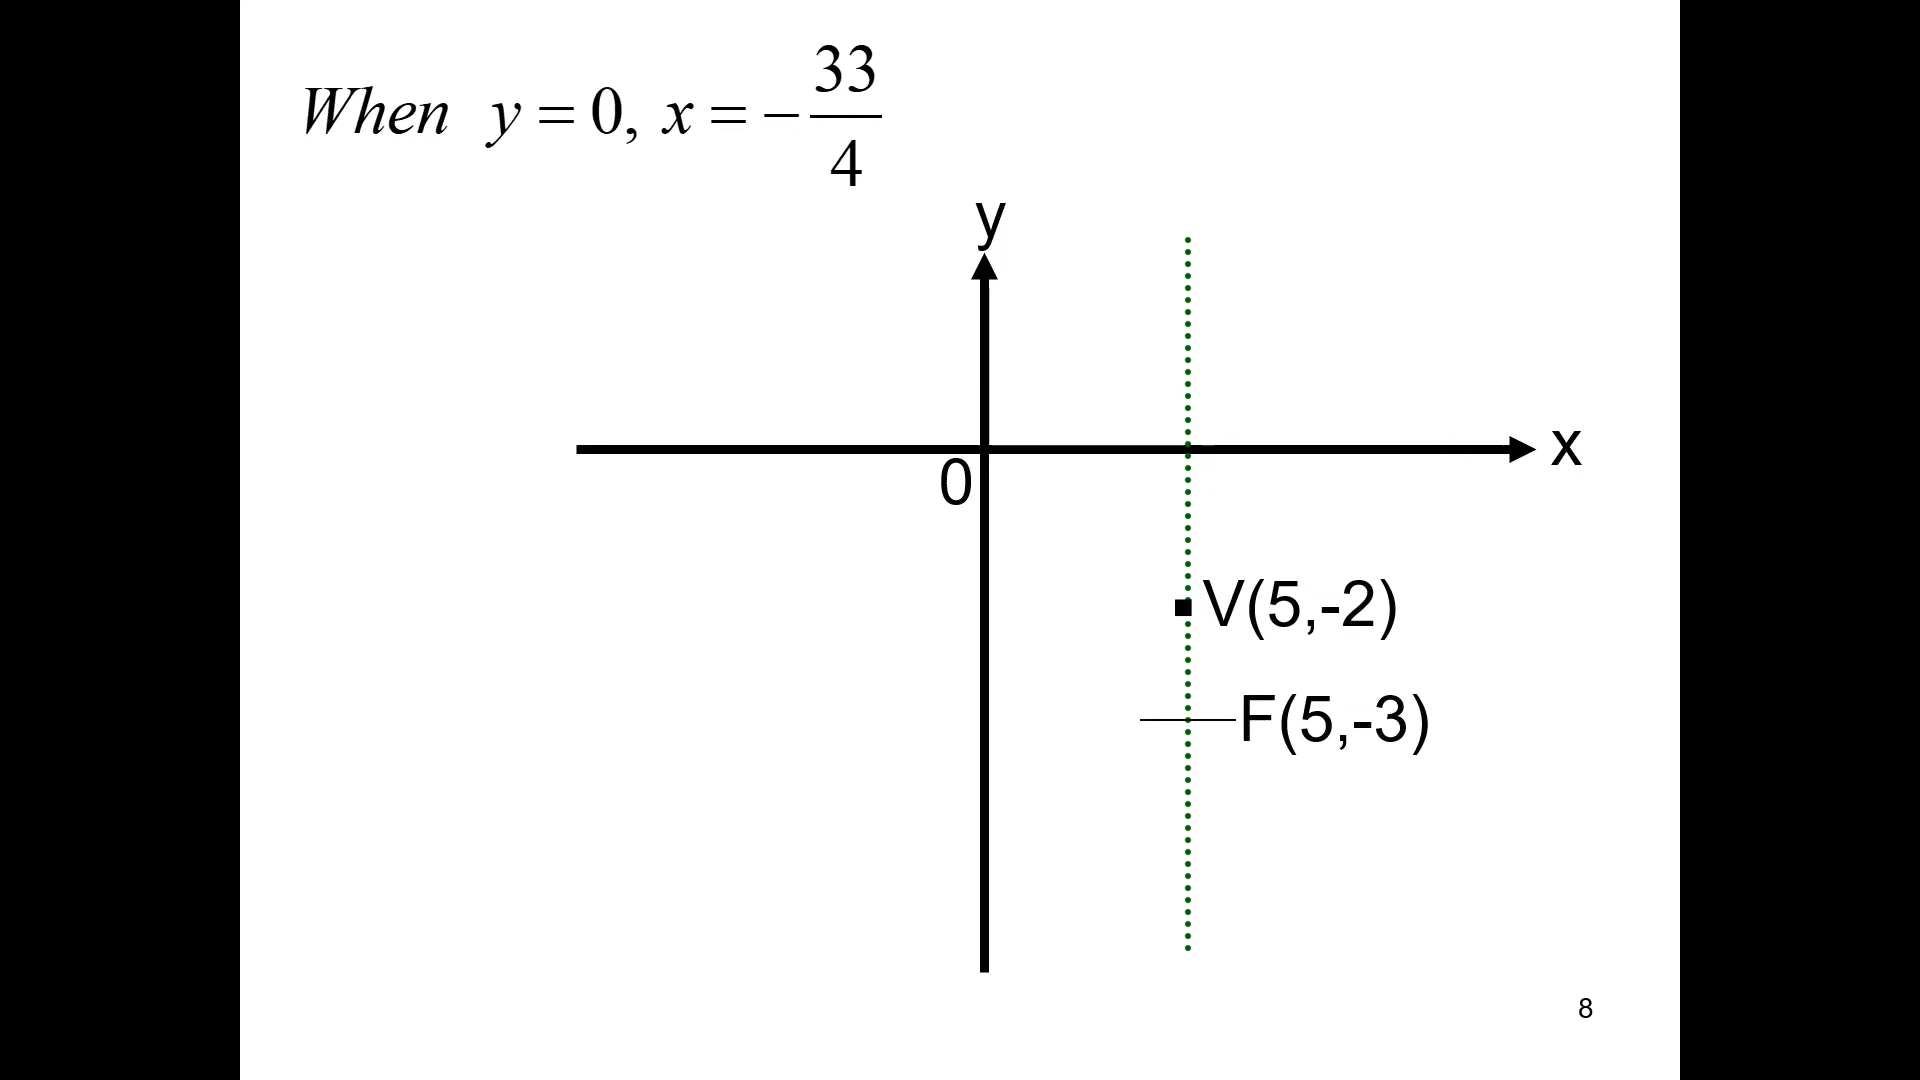 When y = 0, x = −33/4
y
x
0
V(5,-2)
F(5,-3)
8